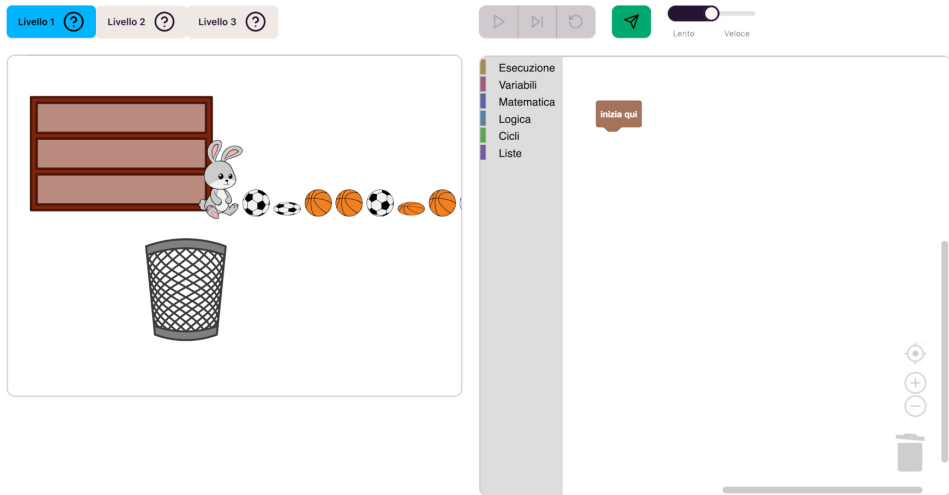 Livello 1 ?
Livello 2 ?
Livello 3 ?
Lento Veloce
Esecuzione
Variabili
Matematica
Logica
Cicli
Liste
inizia qui